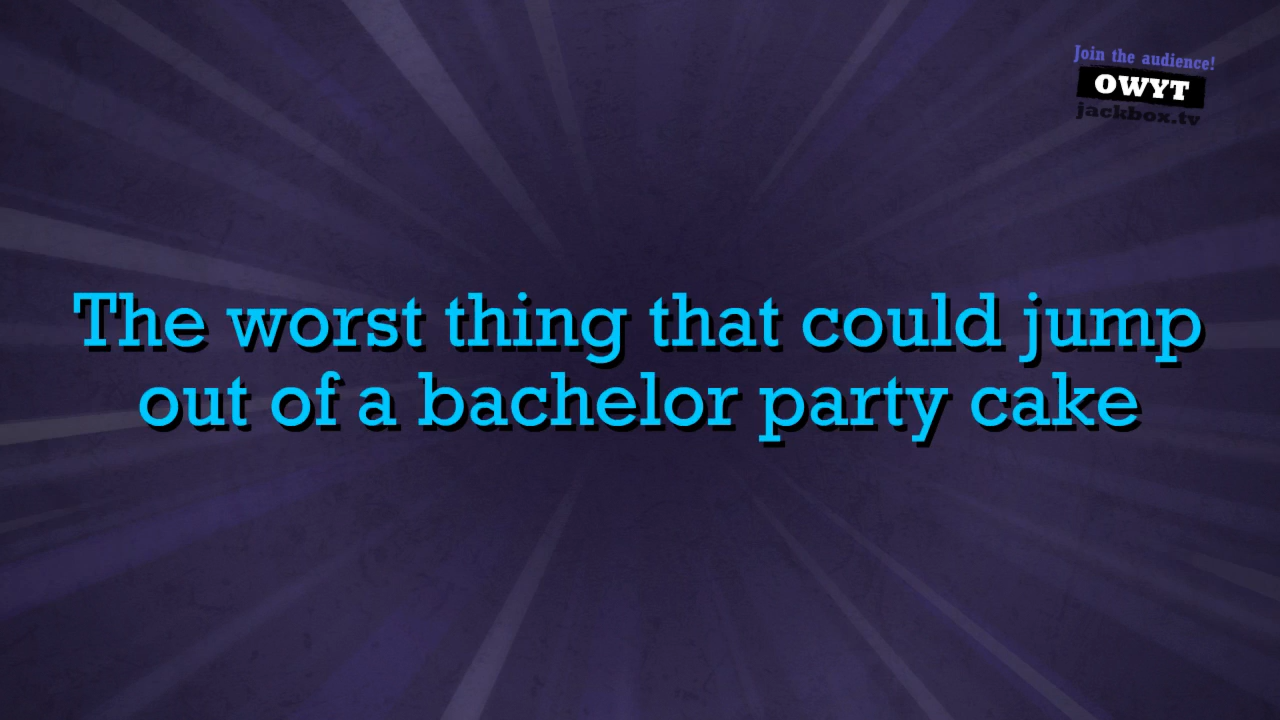 Join the audience!
OWYT
jackbox.tv
The worst thing that could jump
out of a bachelor party cake